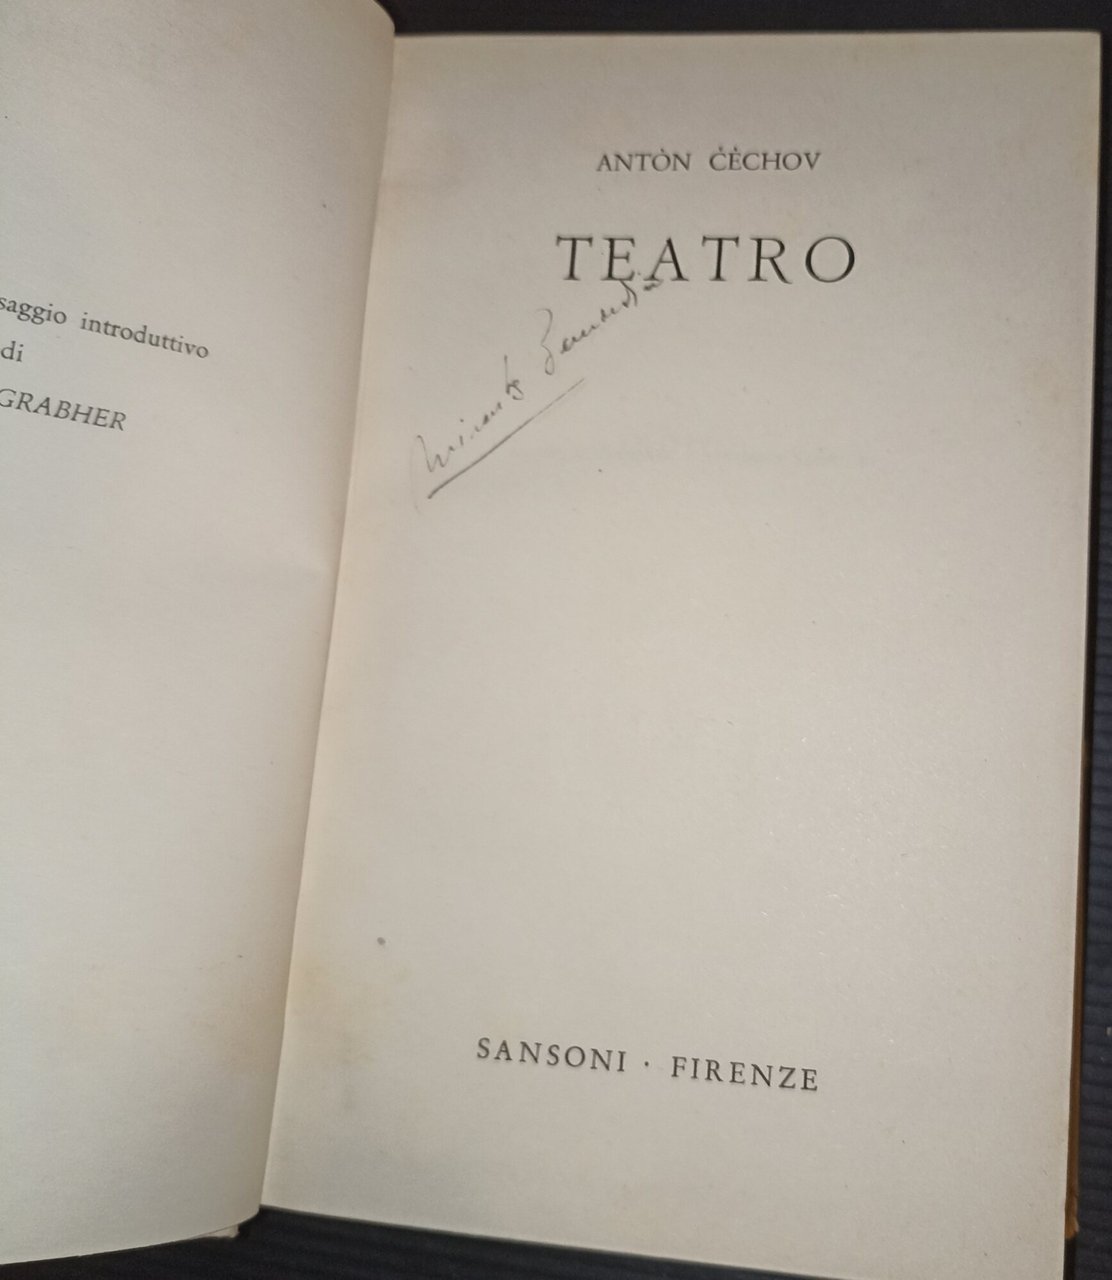 saggio introduttivo
di
GRABHER
ANTÒN ČÈCHOV
TEATRO
SANSONI · FIRENZE